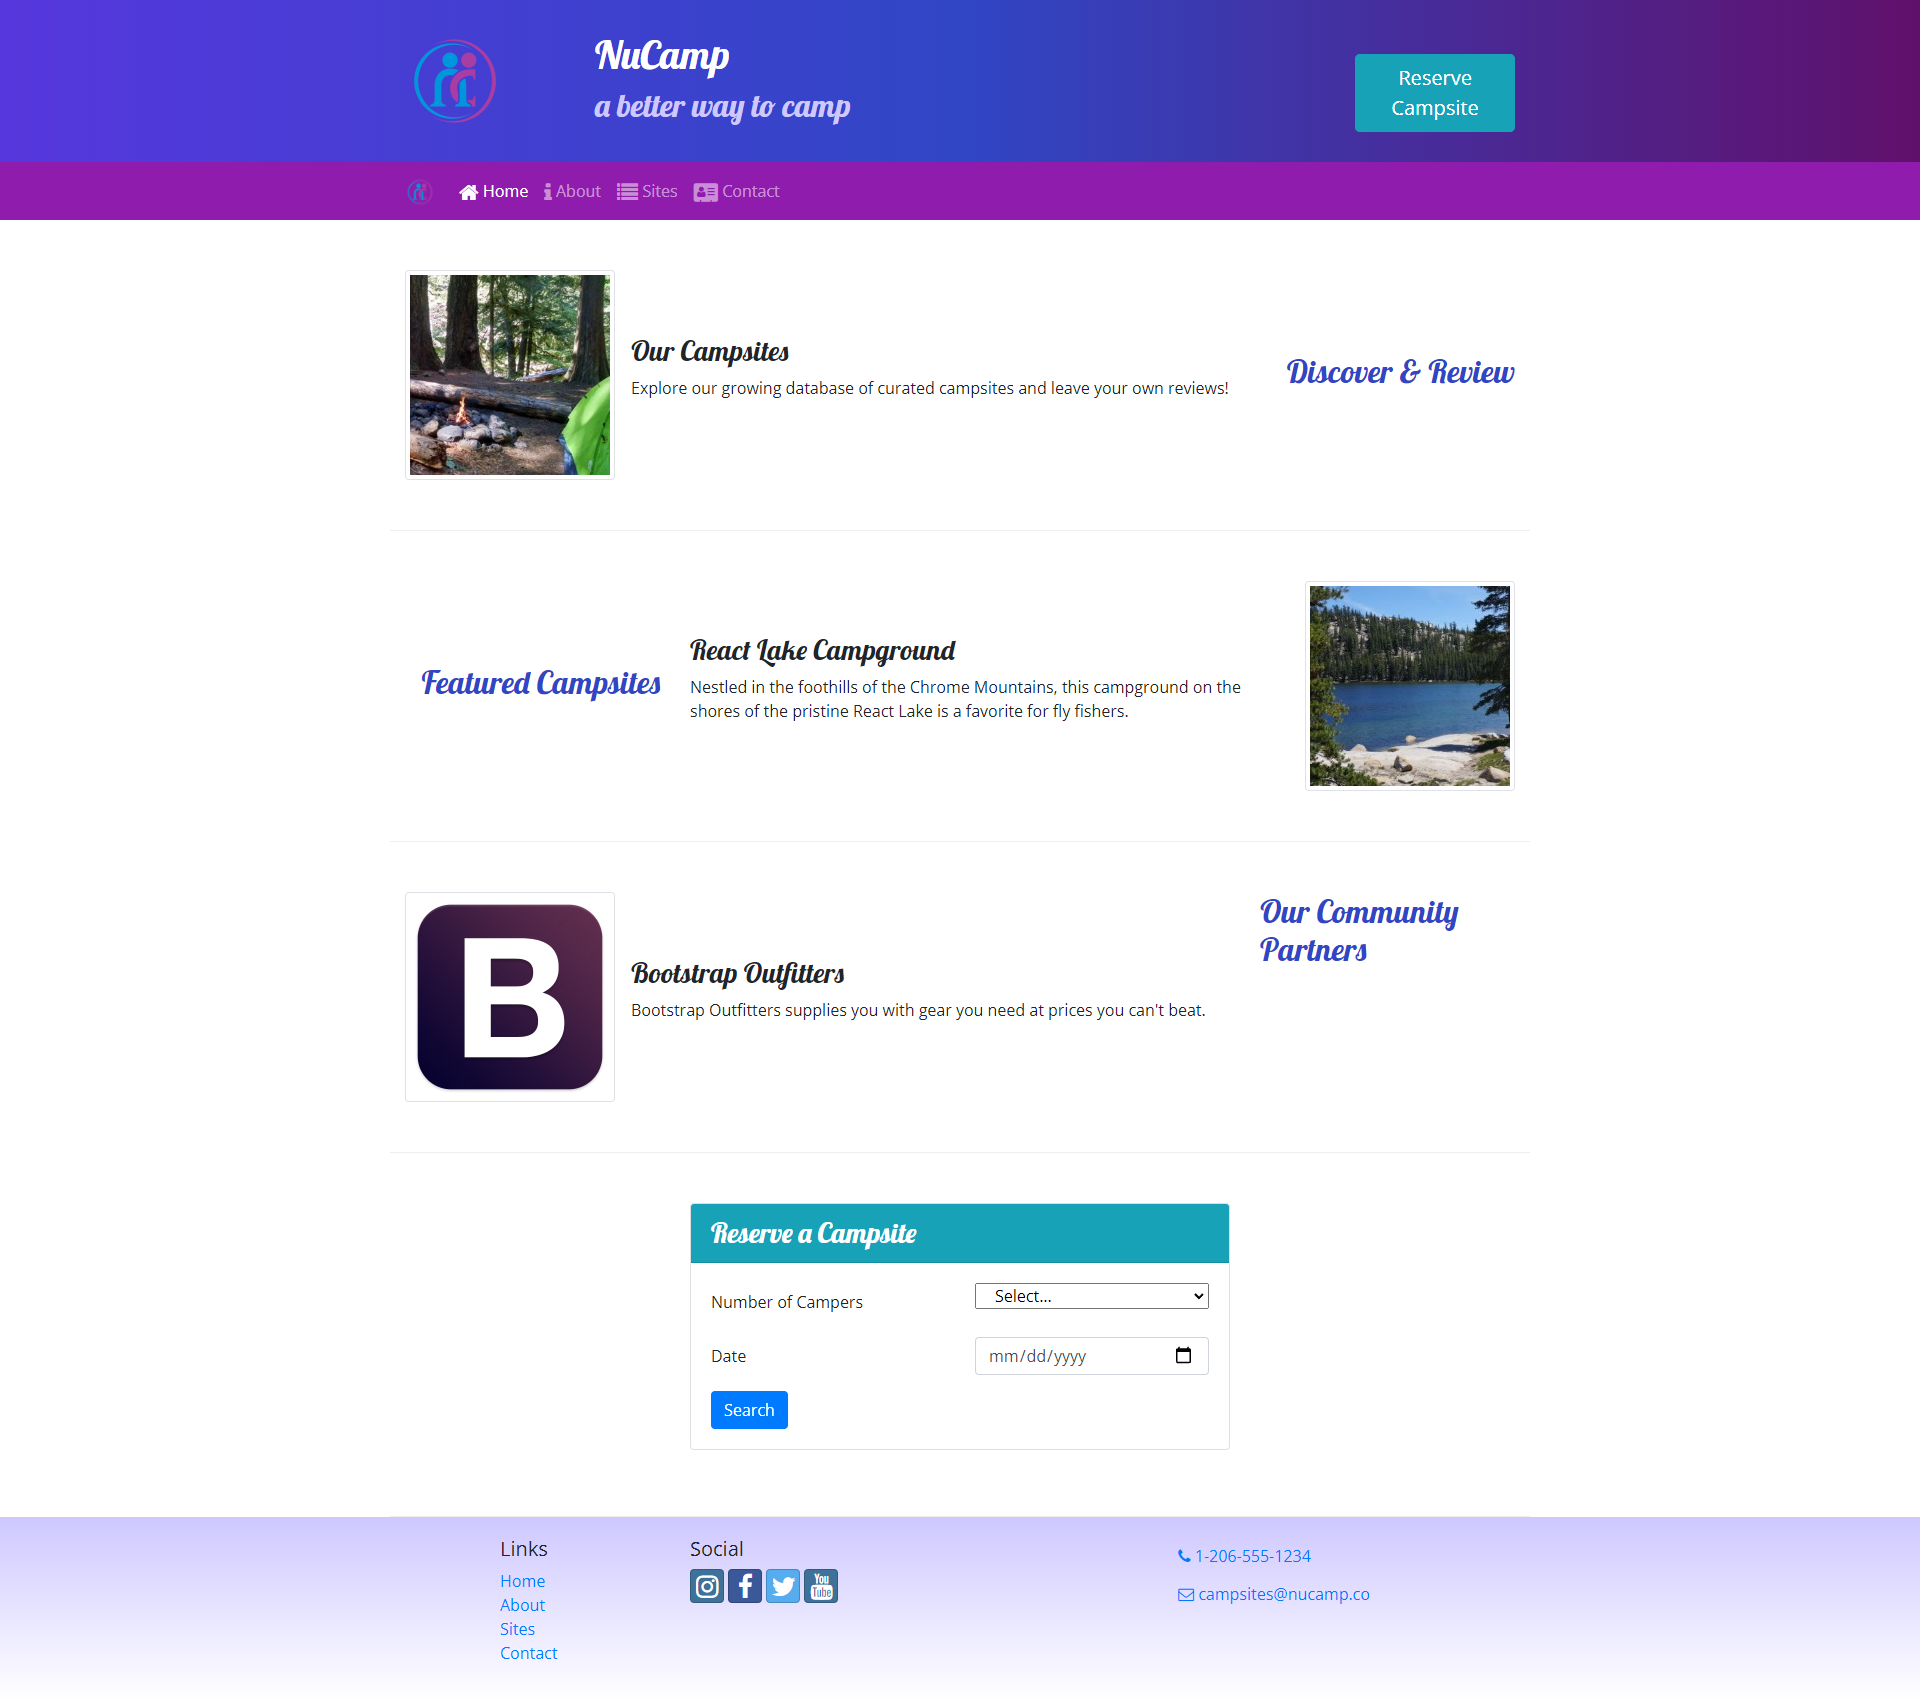 NuCamp
a better way to camp
Reserve
Campsite
Home
About
Sites
Contact
Our Campsites
Explore our growing database of curated campsites and leave your own reviews!
Discover & Review
Featured Campsites
React Lake Campground
Nestled in the foothills of the Chrome Mountains, this campground on the
shores of the pristine React Lake is a favorite for fly fishers.
B
Bootstrap Outfitters
Bootstrap Outfitters supplies you with gear you need at prices you can't beat.
Our Community
Partners
Reserve a Campsite
Number of Campers
Select...
Date
mm/dd/yyyy
Search
Links
Home
About
Sites
Contact
Social
You
Tube
1-206-555-1234
campsites@nucamp.co